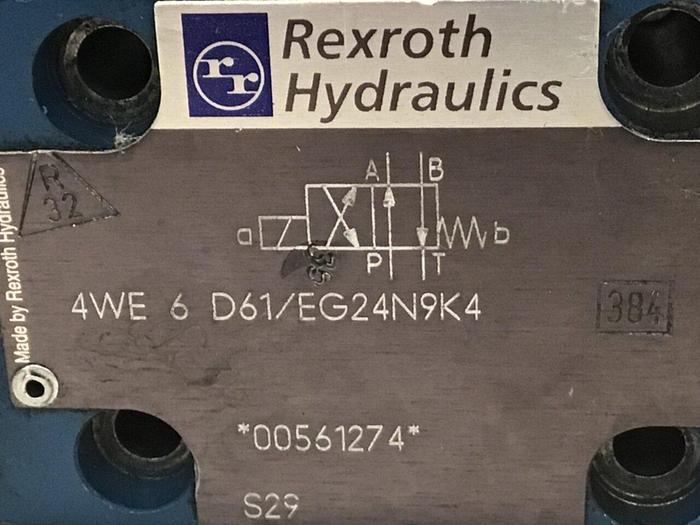 Rexroth
Hydraulics
Made by Rexroth Hydraulics
R
32
A B
a
b
P T
4WE 6 D61/EG24N9K4
384
*00561274*
S29